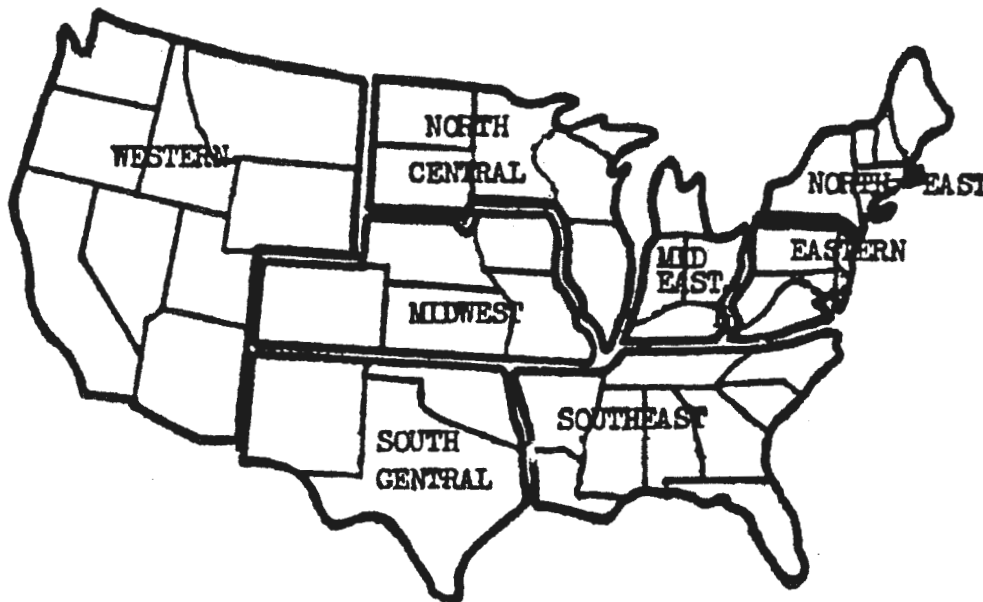 WESTERN
NORTH
CENTRAL
NORTH-EAST
EASTERN
MID
EAST
MIDWEST
SOUTHEAST
SOUTH
CENTRAL